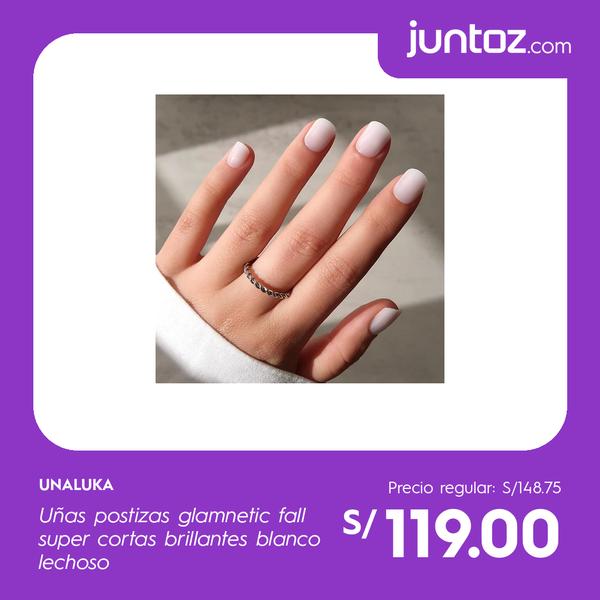 juntoz.com
UNALUKA
Uñas postizas glamnetic fall
super cortas brillantes blanco
lechoso
Precio regular: S/148.75
S/119.00